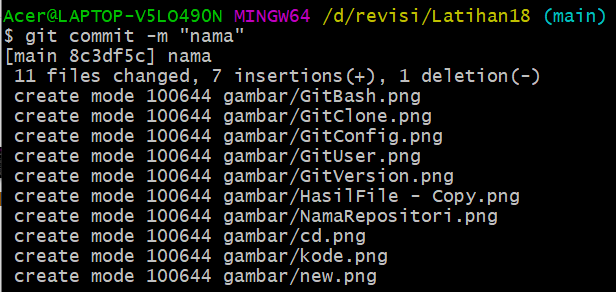 Acer@LAPTOP-V5LO49ON MINGW64 /d/revisi/Latihan18 (main)
$ git commit -m "nama"
[main 8c3df5c] nama
 11 files changed, 7 insertions(+), 1 deletion(-)
 create mode 100644 gambar/GitBash.png
 create mode 100644 gambar/GitClone.png
 create mode 100644 gambar/GitConfig.png
 create mode 100644 gambar/GitUser.png
 create mode 100644 gambar/GitVersion.png
 create mode 100644 gambar/HasilFile - Copy.png
 create mode 100644 gambar/NamaRepositori.png
 create mode 100644 gambar/cd.png
 create mode 100644 gambar/kode.png
 create mode 100644 gambar/new.png